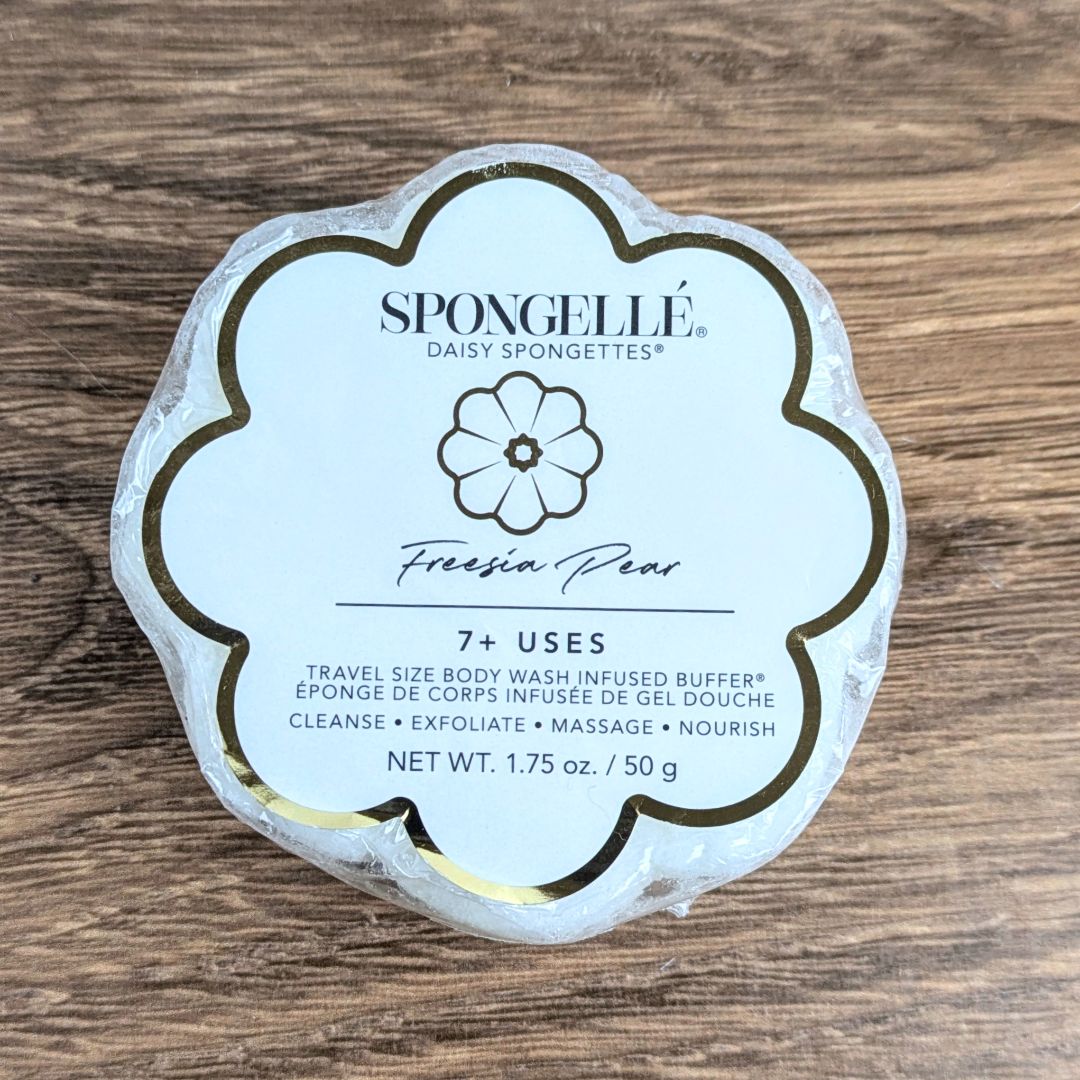 SPONGELLÉ®
DAISY SPONGETTES®
Freesia Pear
7+ USES
TRAVEL SIZE BODY WASH INFUSED BUFFER®
ÉPONGE DE CORPS INFUSÉE DE GEL DOUCHE
CLEANSE • EXFOLIATE • MASSAGE • NOURISH
NET WT. 1.75 oz. / 50 g